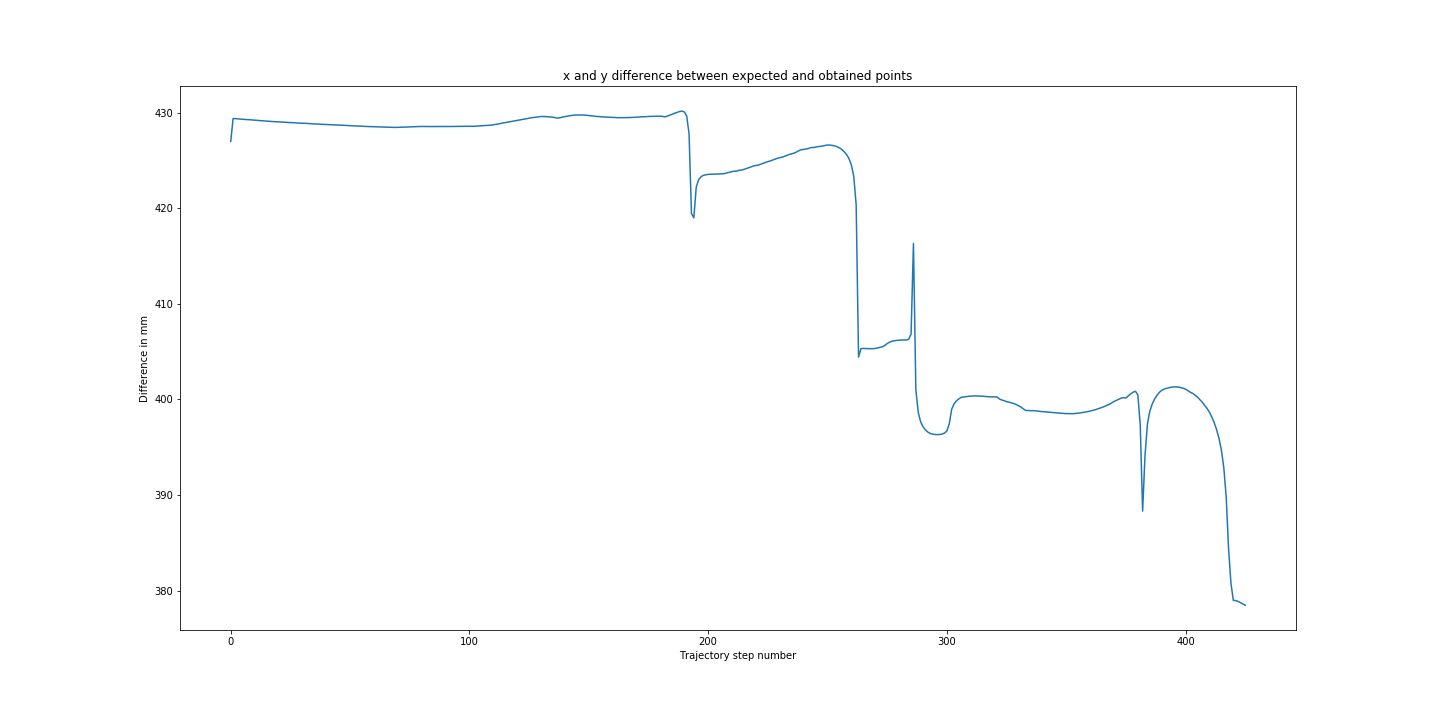 x and y difference between expected and obtained points
430
420
410
400
390
380
Difference in mm
0 100 200 300 400
Trajectory step number